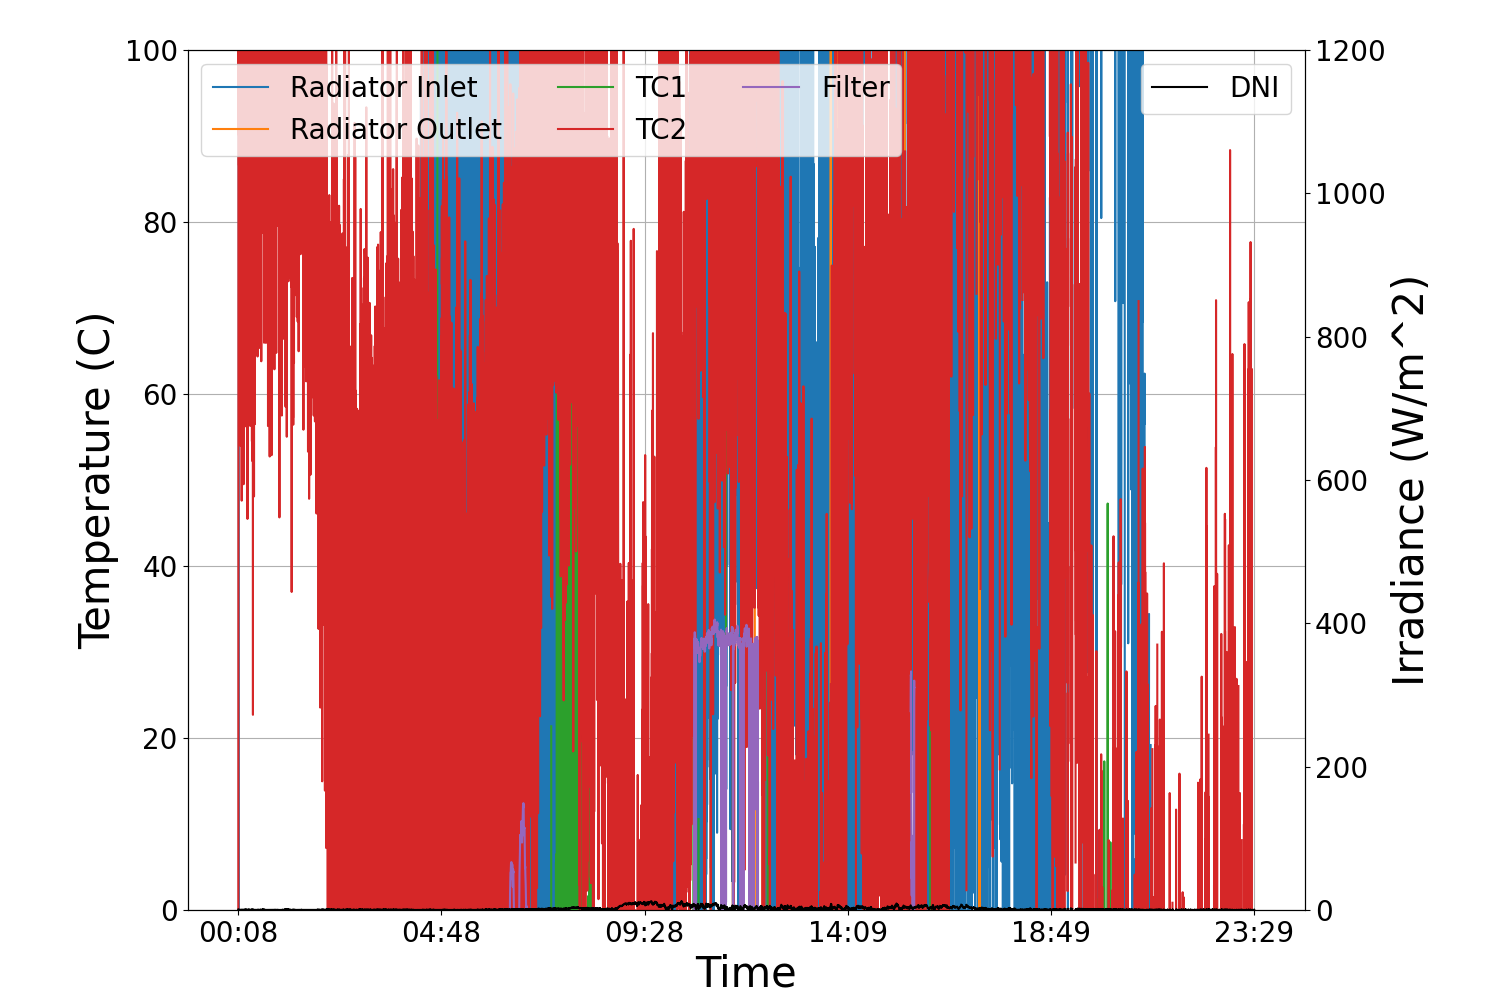 100
80
60
40
20
0
Temperature (C)
Radiator Inlet
Radiator Outlet
TC1
TC2
Filter
DNI
1200
1000
800
600
400
200
0
Irradiance (W/m^2)
00:08
04:48
09:28
14:09
18:49
23:29
Time